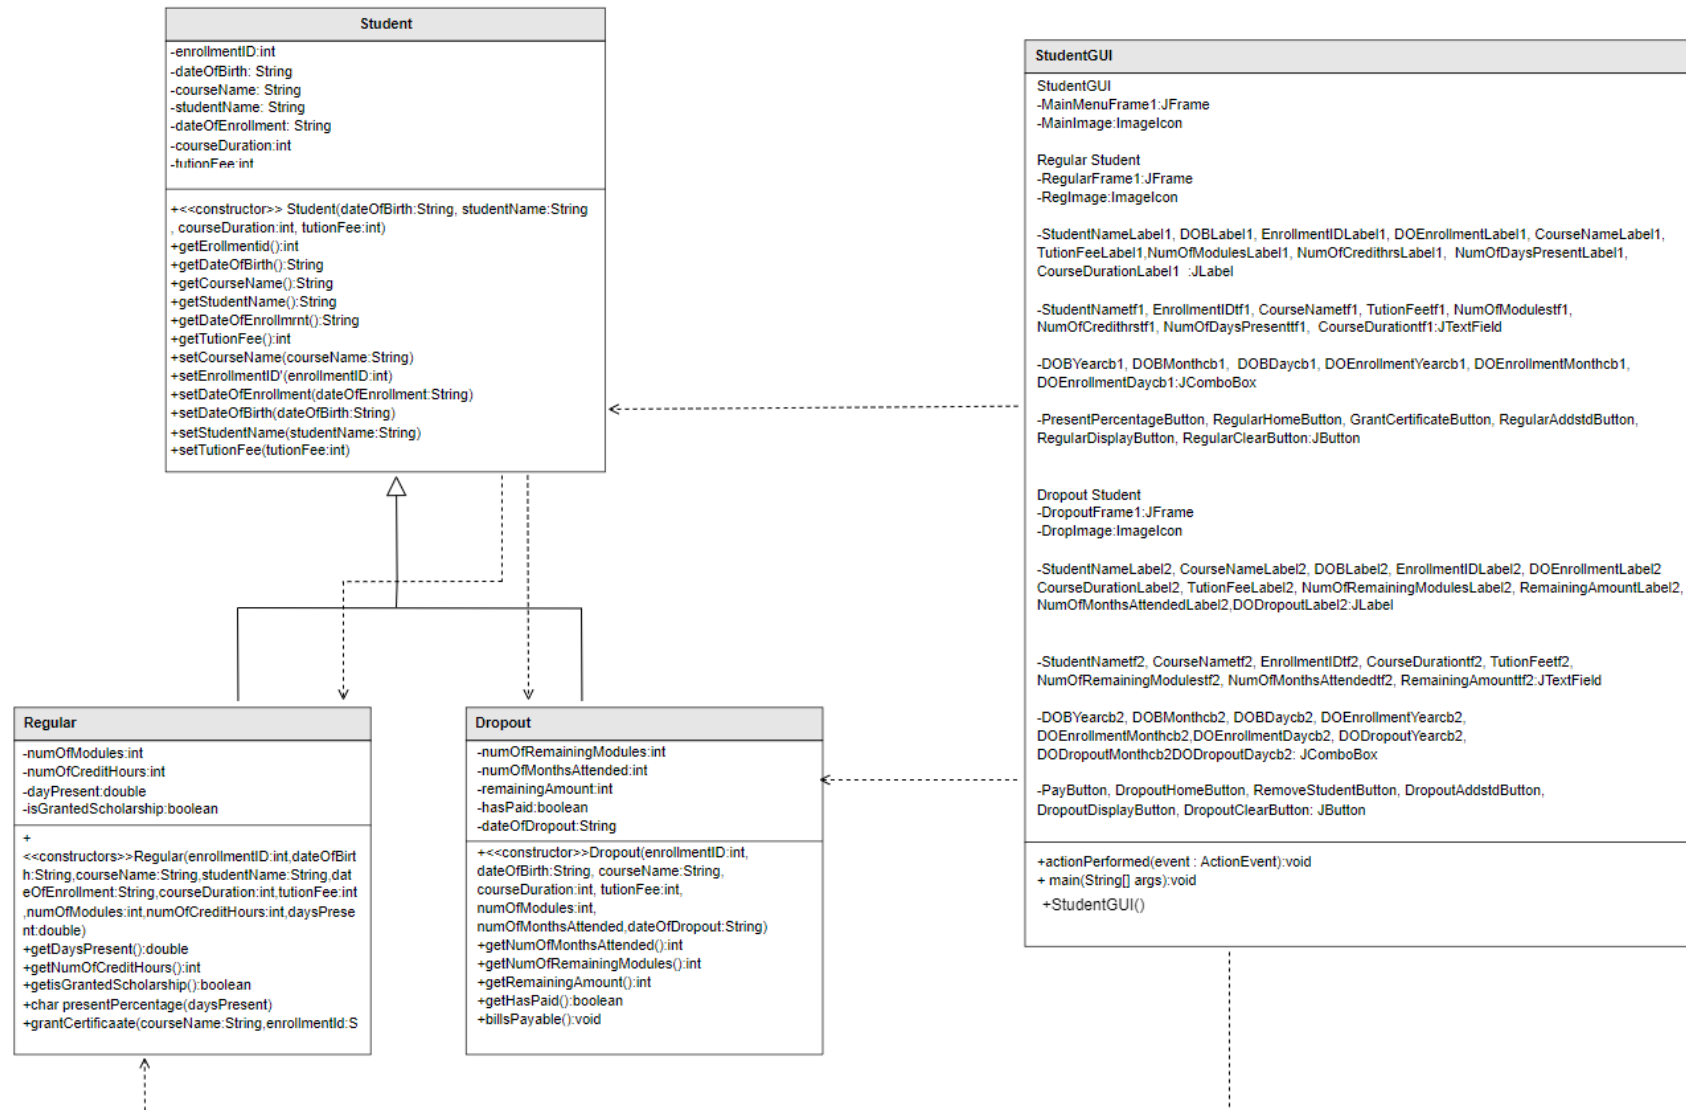 Student
-enrollmentID:int
-dateOfBirth: String
-courseName: String
-studentName: String
-dateOfEnrollment: String
-courseDuration:int
-tutionFee:int
+<<constructor>> Student(dateOfBirth:String, studentName:String
, courseDuration:int, tutionFee:int)
+getErollmentid():int
+getDateOfBirth():String
+getCourseName():String
+getStudentName():String
+getDateOfEnrollmrnt():String
+getTutionFee():int
+setCourseName(courseName:String)
+setEnrollmentID'(enrollmentID:int)
+setDateOfEnrollment(dateOfEnrollment:String)
+setDateOfBirth(dateOfBirth:String)
+setStudentName(studentName:String)
+setTutionFee(tutionFee:int)
Regular
-numOfModules:int
-numOfCreditHours:int
-dayPresent:double
-isGrantedScholarship:boolean
+
<<constructors>>Regular(enrollmentID:int,dateOfBirt
h:String,courseName:String,studentName:String,dat
eOfEnrollment:String,courseDuration:int,tutionFee:int
,numOfModules:int,numOfCreditHours:int,daysPrese
nt:double)
+getDaysPresent():double
+getNumOfCreditHours():int
+getisGrantedScholarship():boolean
+char presentPercentage(daysPresent)
+grantCertificaate(courseName:String,enrollmentId:S
Dropout
-numOfRemainingModules:int
-numOfMonthsAttended:int
-remainingAmount:int
-hasPaid:boolean
-dateOfDropout:String
+<<constructor>>Dropout(enrollmentID:int,
dateOfBirth:String, courseName:String,
courseDuration:int, tutionFee:int,
numOfModules:int,
numOfMonthsAttended,dateOfDropout:String)
+getNumOfMonthsAttended():int
+getNumOfRemainingModules():int
+getRemainingAmount():int
+getHasPaid():boolean
+billsPayable():void
StudentGUI
StudentGUI
-MainMenuFrame1:JFrame
-MainImage:ImageIcon
Regular Student
-RegularFrame1:JFrame
-RegImage:ImageIcon
-StudentNameLabel1, DOBLabel1, EnrollmentIDLabel1, DOEnrollmentLabel1, CourseNameLabel1,
TutionFeeLabel1,NumOfModulesLabel1, NumOfCredithrsLabel1, NumOfDaysPresentLabel1,
CourseDurationLabel1 :JLabel
-StudentNametf1, EnrollmentIDtf1, CourseNametf1, TutionFeetf1, NumOfModulestf1,
NumOfCredithrstf1, NumOfDaysPresenttf1, CourseDurationtf1:JTextField
-DOBYearcb1, DOBMonthcb1, DOBDaycb1, DOEnrollmentYearcb1, DOEnrollmentMonthcb1,
DOEnrollmentDaycb1:JComboBox
-PresentPercentageButton, RegularHomeButton, GrantCertificateButton, RegularAddstdButton,
RegularDisplayButton, RegularClearButton:JButton
Dropout Student
-DropoutFrame1:JFrame
-DropImage:ImageIcon
-StudentNameLabel2, CourseNameLabel2, DOBLabel2, EnrollmentIDLabel2, DOEnrollmentLabel2
CourseDurationLabel2, TutionFeeLabel2, NumOfRemainingModulesLabel2, RemainingAmountLabel2,
NumOfMonthsAttendedLabel2,DODropoutLabel2:JLabel
-StudentNametf2, CourseNametf2, EnrollmentIDtf2, CourseDurationtf2, TutionFeetf2,
NumOfRemainingModulestf2, NumOfMonthsAttendedtf2, RemainingAmounttf2:JTextField
-DOBYearcb2, DOBMonthcb2, DOBDaycb2, DOEnrollmentYearcb2,
DOEnrollmentMonthcb2,DOEnrollmentDaycb2, DODropoutYearcb2,
DODropoutMonthcb2DODropoutDaycb2: JComboBox
-PayButton, DropoutHomeButton, RemoveStudentButton, DropoutAddstdButton,
DropoutDisplayButton, DropoutClearButton: JButton
+actionPerformed(event : ActionEvent):void
+ main(String[] args):void
+StudentGUI()